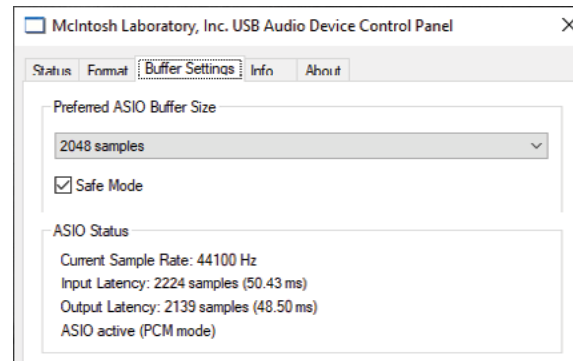 McIntosh Laboratory, Inc. USB Audio Device Control Panel
Status Format Buffer Settings Info About
Preferred ASIO Buffer Size
2048 samples
Safe Mode
ASIO Status
Current Sample Rate: 44100 Hz
Input Latency: 2224 samples (50.43 ms)
Output Latency: 2139 samples (48.50 ms)
ASIO active (PCM mode)